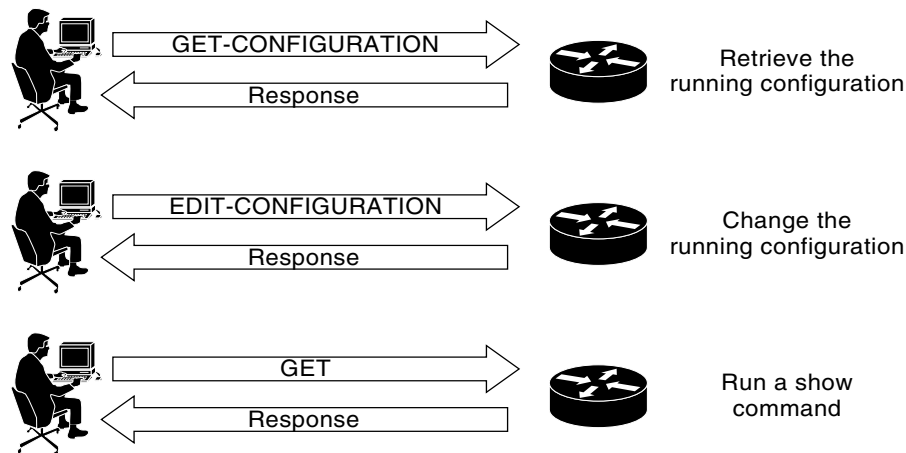 GET-CONFIGURATION
Response
Retrieve the
running configuration
EDIT-CONFIGURATION
Response
Change the
running configuration
GET
Response
Run a show
command